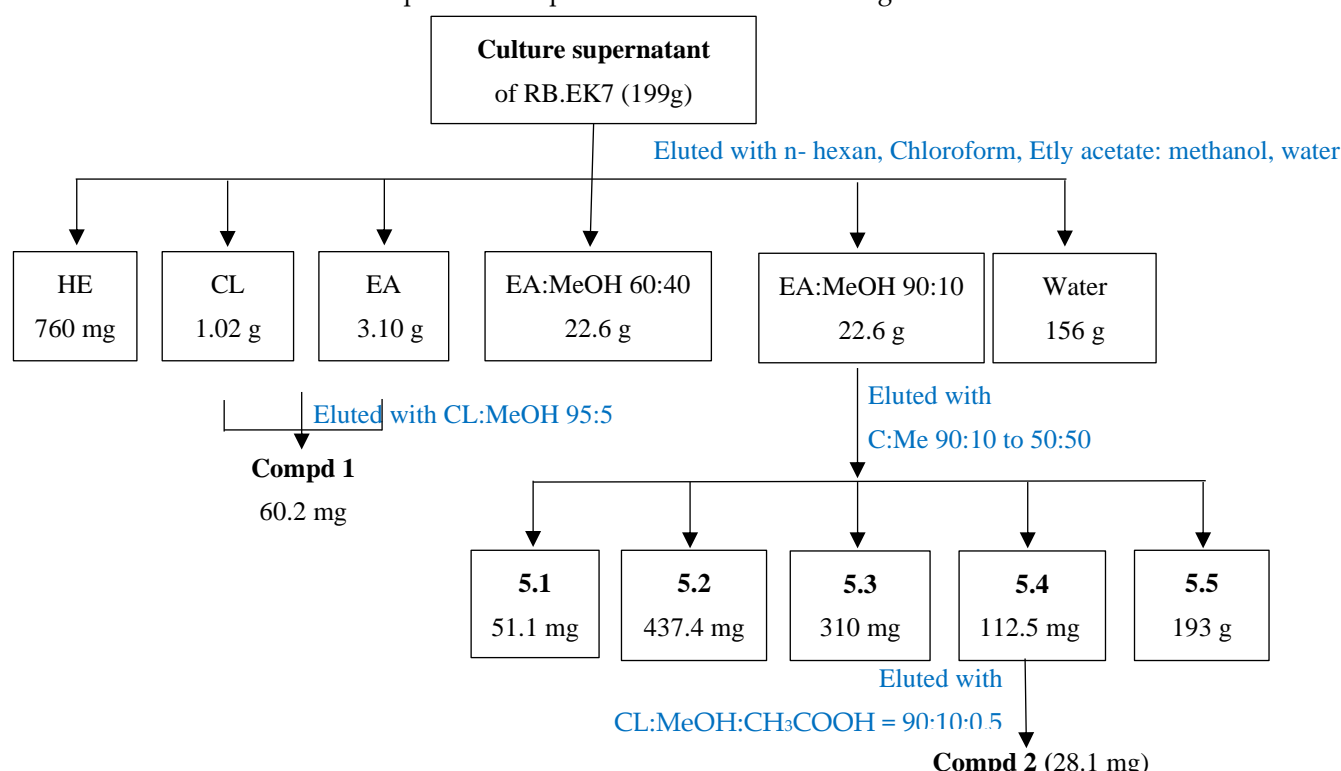 Culture supernatant
of RB.EK7 (199g)
Eluted with n- hexan, Chloroform, Etly acetate: methanol, water
HE
760 mg
CL
1.02 g
EA
3.10 g
EA:MeOH 60:40
22.6 g
EA:MeOH 90:10
22.6 g
Water
156 g
Eluted with CL:MeOH 95:5
Compd 1
60.2 mg
Eluted with
C:Me 90:10 to 50:50
5.1
51.1 mg
5.2
437.4 mg
5.3
310 mg
5.4
112.5 mg
5.5
193 g
Eluted with
CL:MeOH:CH₃COOH = 90:10:0.5
Compd 2 (28.1 mg)